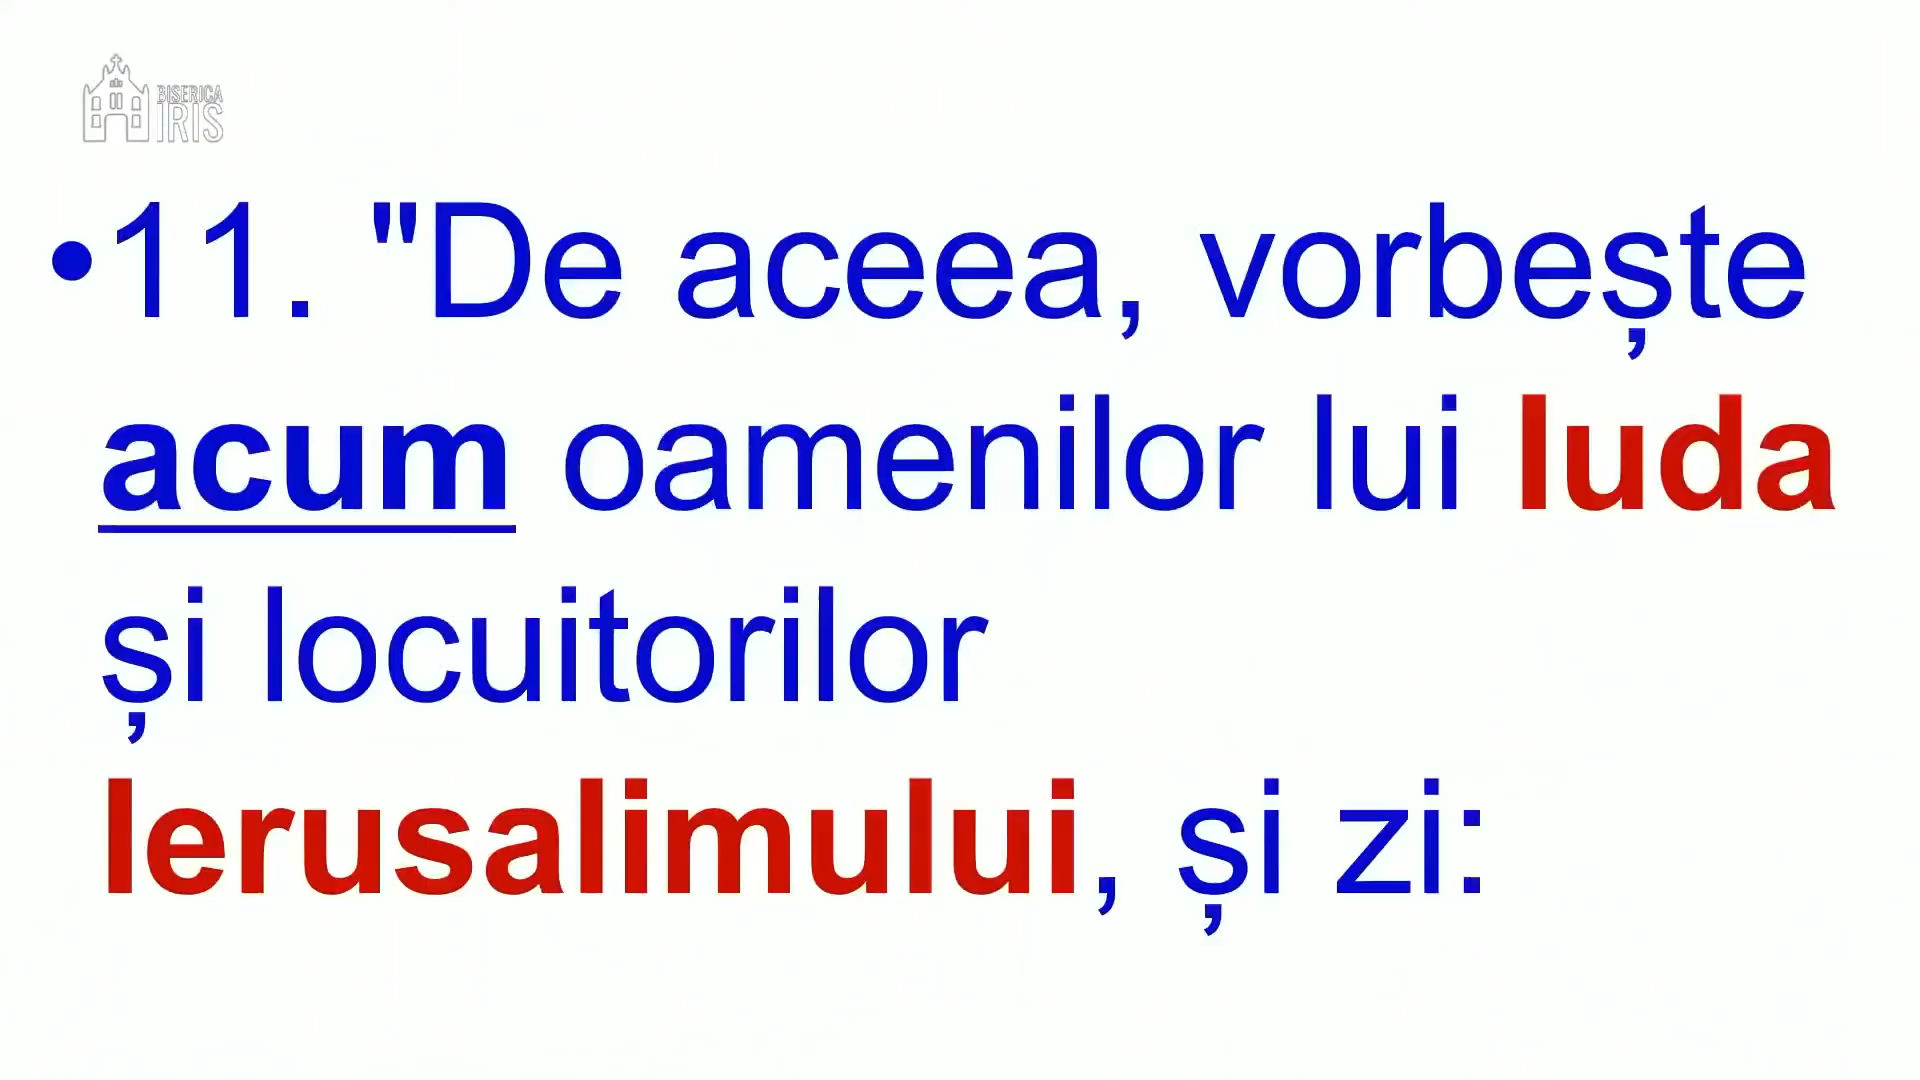 BISERICA
IRIS
•11. "De aceea, vorbește
acum oamenilor lui Iuda
și locuitorilor
Ierusalimului, și zi: